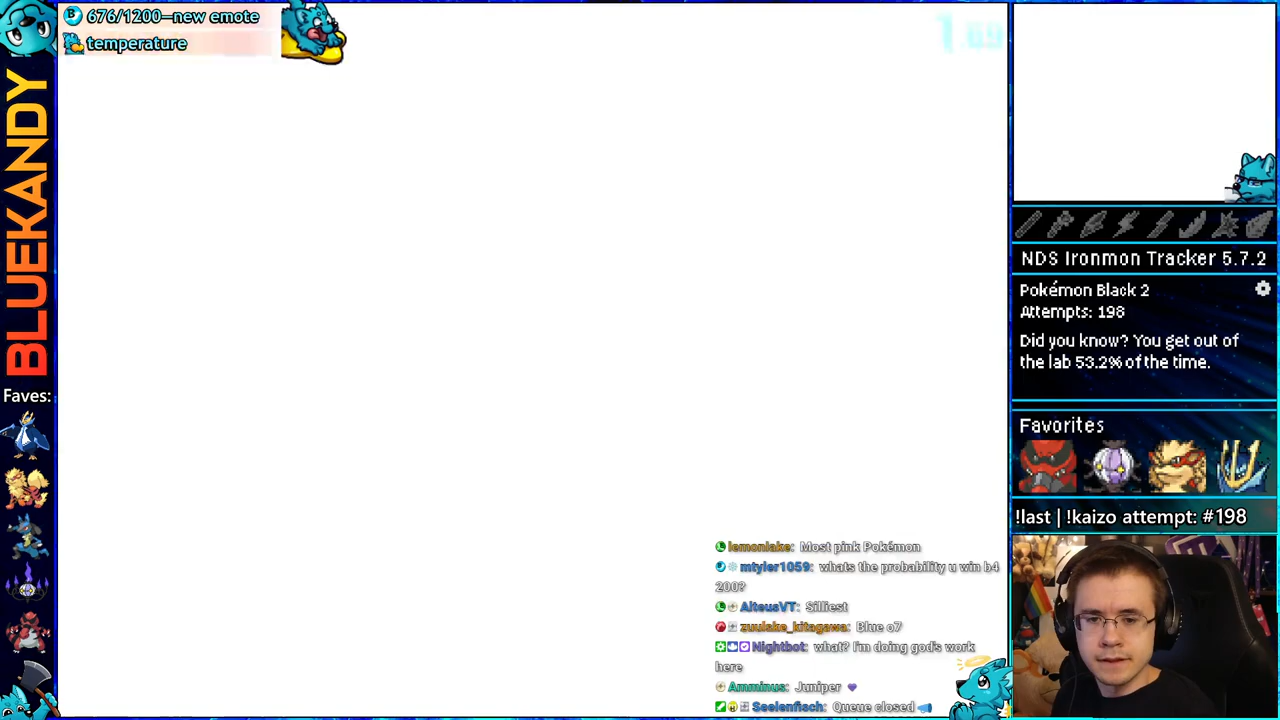 676/1200—new emote
temperature
1.69
BLUEKANDY
Faves:
NDS Ironmon Tracker 5.7.2
Pokémon Black 2
Attempts: 198
Did you know? You get out of
the lab 53.2% of the time.
Favorites
!last | !kaizo attempt: #198
lemonlake: Most pink Pokémon
mtyler1059: whats the probability u win b4
200?
AlteusVT: Silliest
zuulske_kitagawa: Blue o7
Nightbot: what? I'm doing god's work
here
Amminus: Juniper 💜
Seelenfisch: Queue closed